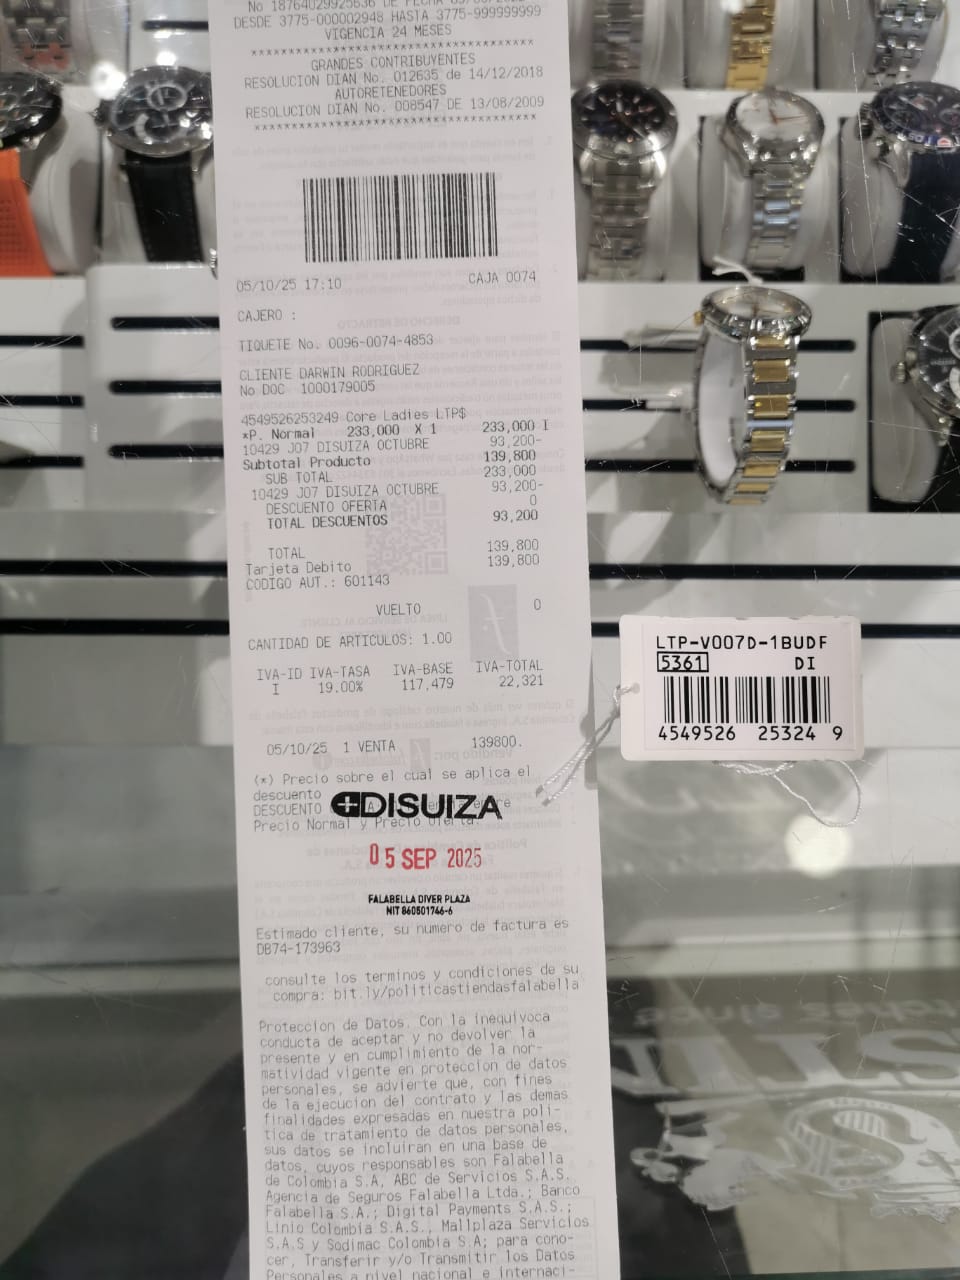 DESDE 3775-000002948 HASTA 3775-999999999
VIGENCIA 24 MESES
****************************************
GRANDES CONTRIBUYENTES
RESOLUCION DIAN No. 012635 de 14/12/2018
AUTORETENEDORES
RESOLUCION DIAN No. 008547 DE 13/08/2009
****************************************
05/10/25 17:10 CAJA 0074
CAJERO :
TIQUETE No. 0096-0074-4853
CLIENTE DARWIN RODRIGUEZ
No DOC 1000179005
4549526253249 Core Ladies LTP$
*P. Normal 233,000 X 1 233,000 I
10429 J07 DISUIZA OCTUBRE 93,200-
Subtotal Producto 139,800
SUB TOTAL 233,000
10429 J07 DISUIZA OCTUBRE 93,200-
DESCUENTO OFERTA 0
TOTAL DESCUENTOS 93,200
TOTAL 139,800
Tarjeta Debito 139,800
CODIGO AUT.: 601143
VUELTO 0
CANTIDAD DE ARTICULOS: 1.00
IVA-ID IVA-TASA IVA-BASE IVA-TOTAL
I 19.00% 117,479 22,321
05/10/25 1 VENTA 139800.
(*) Precio sobre el cual se aplica el
descuento
DESCUENTO
Precio Normal y Precio Oferta.
DISUIZA
05 SEP 2025
FALABELLA DIVER PLAZA
NIT 860501746-6
Estimado cliente, su numero de factura es
DB74-173963
consulte los terminos y condiciones de su
compra: bit.ly/politicastiendasfalabella
Proteccion de Datos. Con la inequivoca
conducta de aceptar y no devolver la
presente y en cumplimiento de la nor-
matividad vigente en proteccion de datos
personales, se advierte que, con fines
de la ejecucion del contrato y las demas
finalidades expresadas en nuestra poli-
tica de tratamiento de datos personales,
sus datos se incluiran en una base de
datos, cuyos responsables son Falabella
de Colombia S.A, ABC de Servicios S.A.S,
Agencia de Seguros Falabella Ltda.; Banco
Falabella S.A.; Digital Payments S.A.S.;
Linio Colombia S.A.S.; Mallplaza Servicios
S.A.S y Sodimac Colombia S.A; para cono-
cer, Transferir y/o Transmitir los Datos
Personales a nivel nacional e internaci-
LTP-V007D-1BUDF
5361 DI
4549526 25324 9